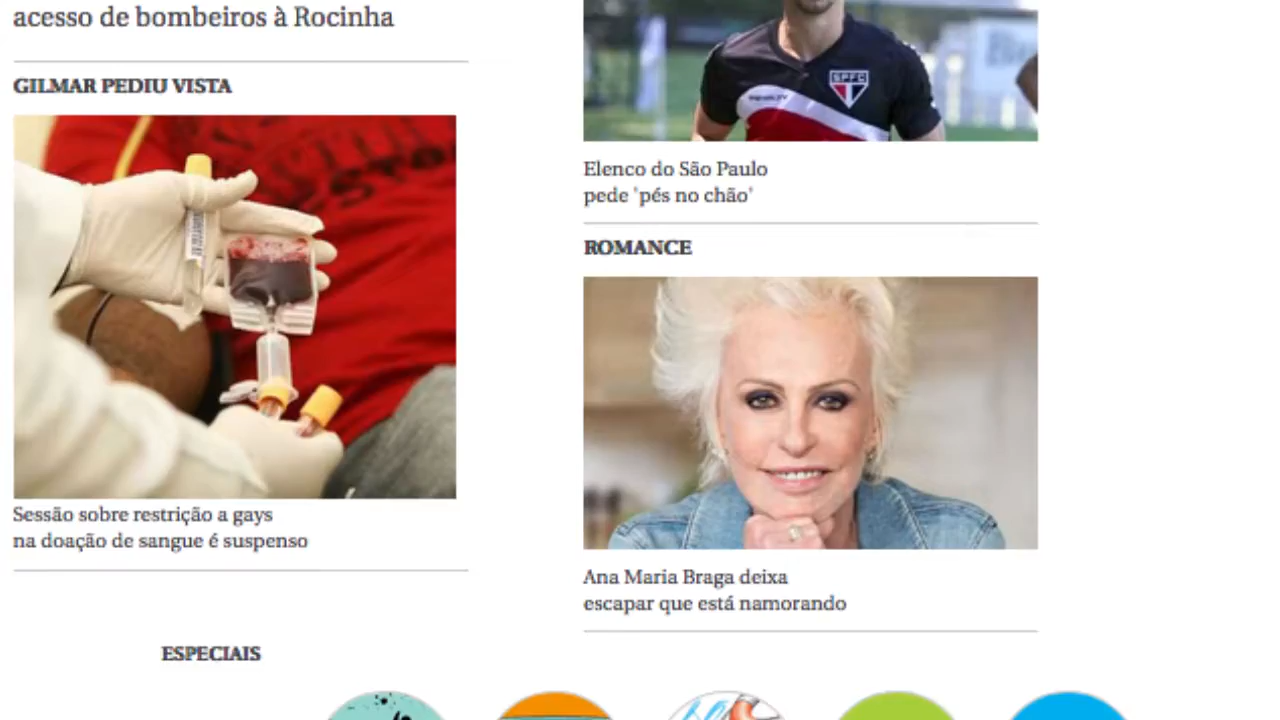 acesso de bombeiros à Rocinha
GILMAR PEDIU VISTA
Sessão sobre restrição a gays
na doação de sangue é suspenso
SPFC
Elenco do São Paulo
pede 'pés no chão'
ROMANCE
Ana Maria Braga deixa
escapar que está namorando
ESPECIAIS